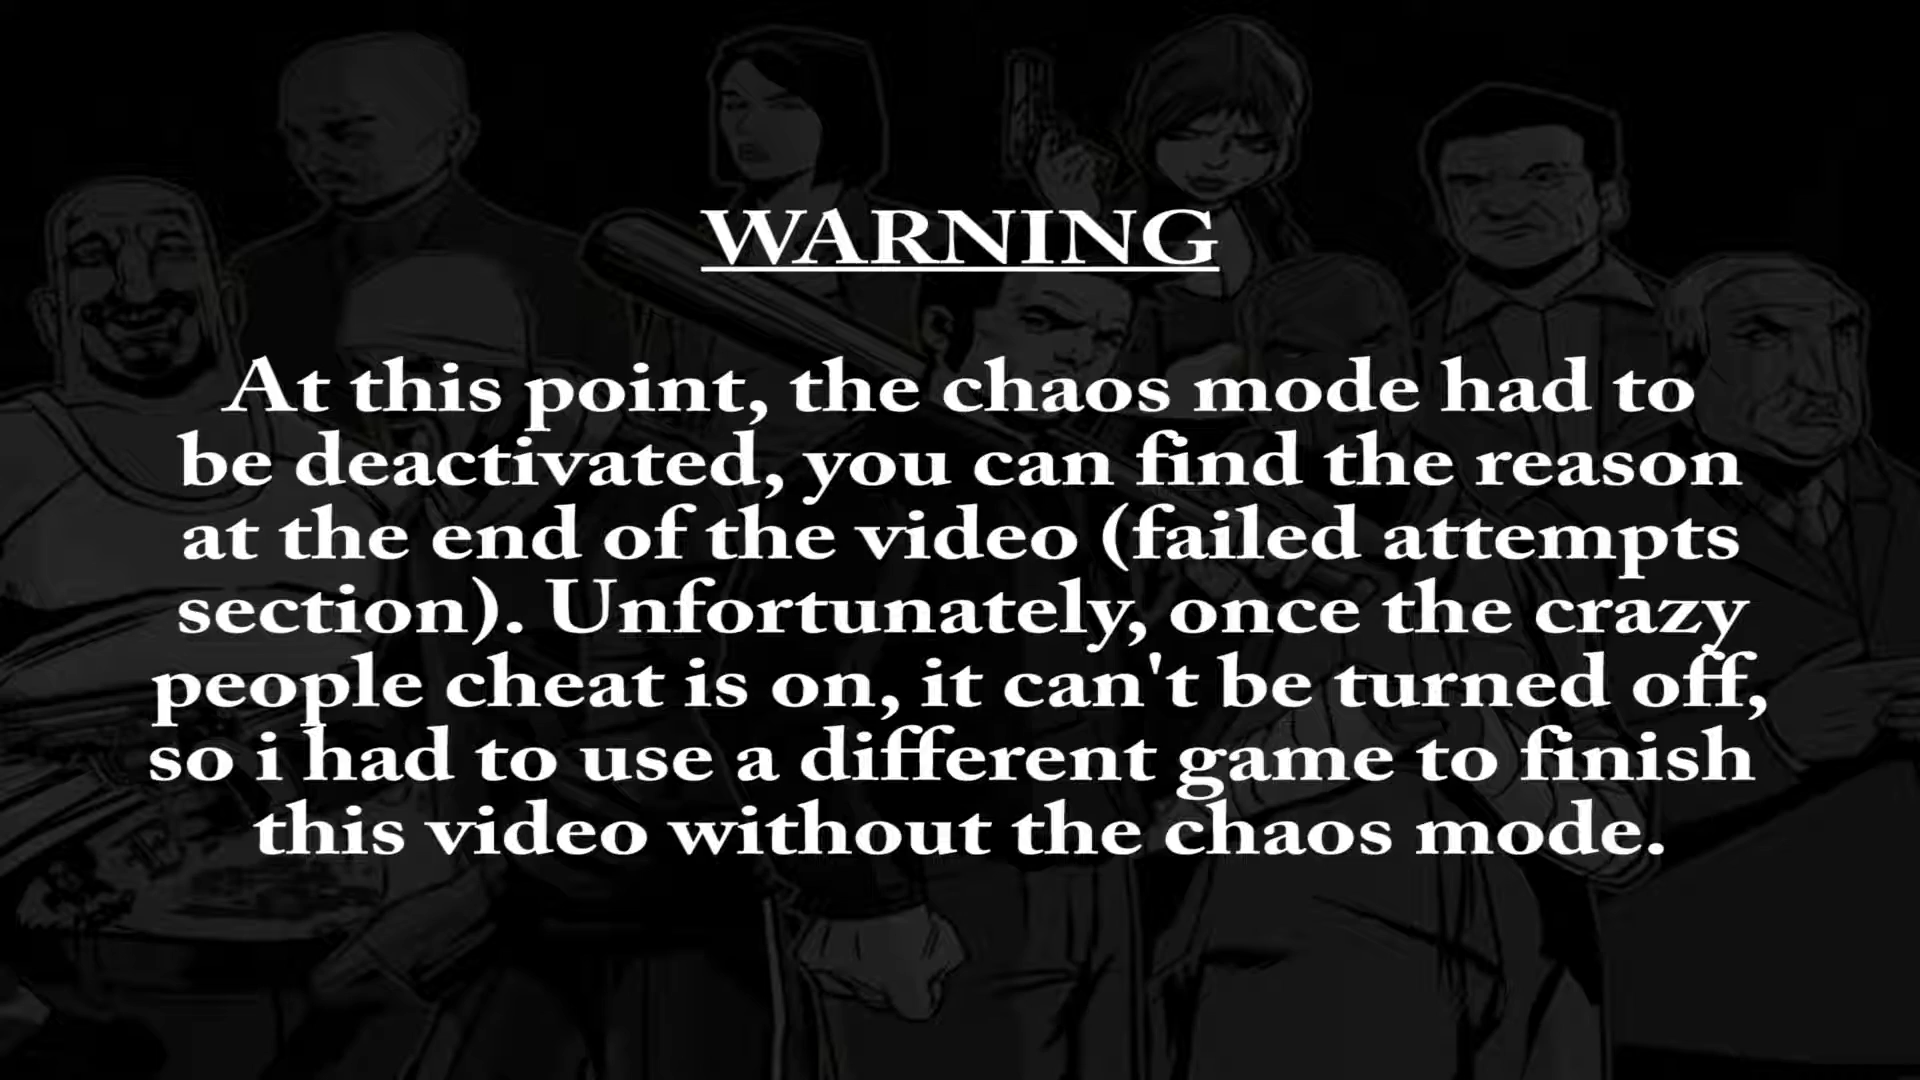 WARNING
At this point, the chaos mode had to
be deactivated, you can find the reason
at the end of the video (failed attempts
section). Unfortunately, once the crazy
people cheat is on, it can't be turned off,
so i had to use a different game to finish
this video without the chaos mode.